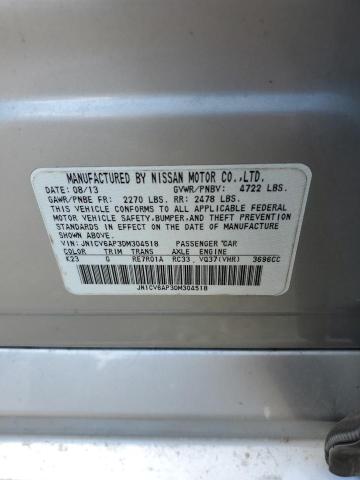 MANUFACTURED BY NISSAN MOTOR CO.,LTD.
DATE: 08/13 GVWR/PNBV: 4722 LBS.
GAWR/PNBE FR: 2270 LBS. RR: 2478 LBS.
THIS VEHICLE CONFORMS TO ALL APPLICABLE FEDERAL
MOTOR VEHICLE SAFETY,BUMPER,AND THEFT PREVENTION
STANDARDS IN EFFECT ON THE DATE OF MANUFACTURE
SHOWN ABOVE.
VIN: JN1CV6AP3DM304518 PASSENGER CAR
COLOR TRIM TRANS AXLE ENGINE
K23 G RE7R01A RC33 VQ37(VHR) 3696CC
JN1CV6AP3DM304518